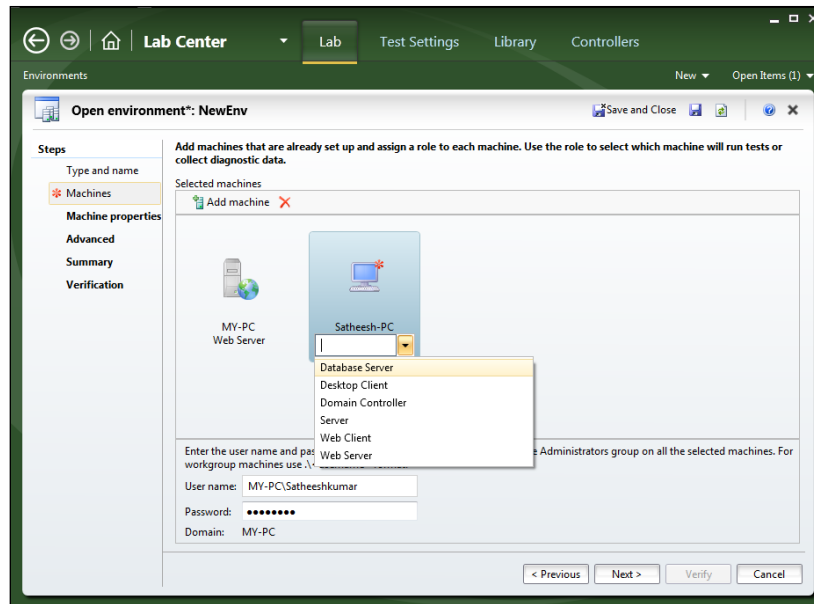 Lab Center
Lab
Test Settings
Library
Controllers
Environments
New
Open Items (1)
Open environment*: NewEnv
Save and Close
Steps
Type and name
Machines
Machine properties
Advanced
Summary
Verification
Add machines that are already set up and assign a role to each machine. Use the role to select which machine will run tests or
collect diagnostic data.
Selected machines
Add machine
MY-PC
Web Server
Satheesh-PC
Database Server
Desktop Client
Domain Controller
Server
Web Client
Web Server
Enter the user name and
Administrators group on all the selected machines. For
workgroup machines use
User name: MY-PC\Satheeshkumar
Password: ●●●●●●●●
Domain: MY-PC
< Previous
Next >
Verify
Cancel